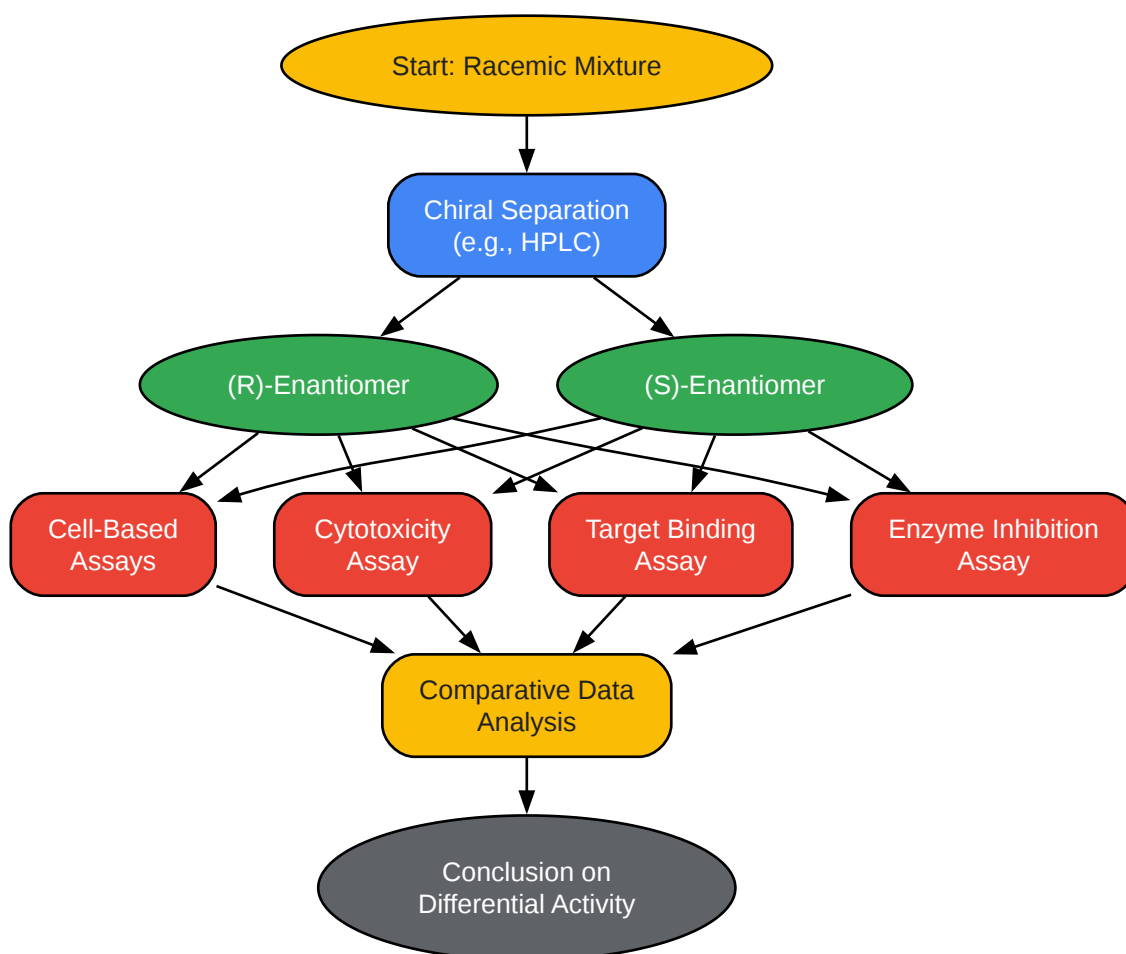 Start: Racemic Mixture
Chiral Separation
(e.g., HPLC)
(R)-Enantiomer
(S)-Enantiomer
Cell-Based
Assays
Cytotoxicity
Assay
Target Binding
Assay
Enzyme Inhibition
Assay
Comparative Data
Analysis
Conclusion on
Differential Activity